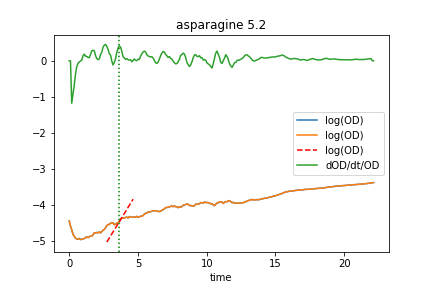 asparagine 5.2
0
−1
−2
−3
−4
−5
log(OD)
log(OD)
log(OD)
dOD/dt/OD
0 5 10 15 20
time